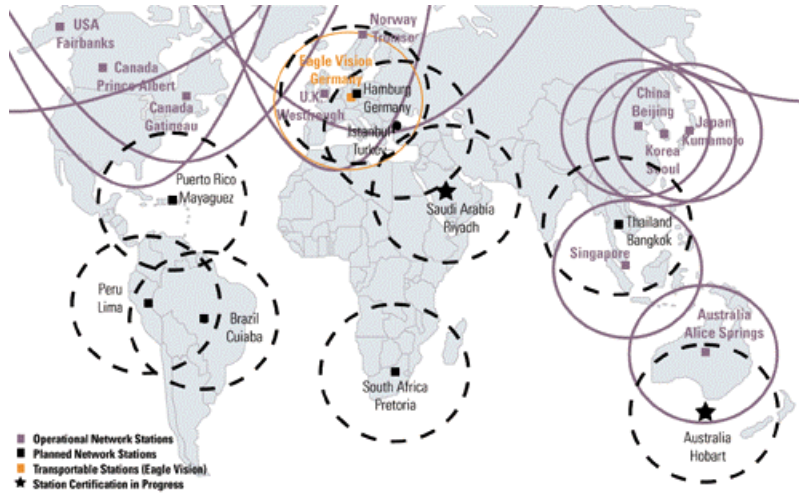 USA
Fairbanks
Canada
Prince Albert
Canada
Gatineau
Norway
Tromsoe
Eagle Vision
Germany
Hamburg
Germany
U.K.
Westfreugh
Istanbul
Turkey
China
Beijing
Japan
Kumamoto
Korea
Seoul
Puerto Rico
Mayaguez
Saudi Arabia
Riyadh
Thailand
Bangkok
Singapore
Peru
Lima
Brazil
Cuiaba
South Africa
Pretoria
Australia
Alice Springs
Australia
Hobart
Operational Network Stations
Planned Network Stations
Transportable Stations (Eagle Vision)
Station Certification in Progress